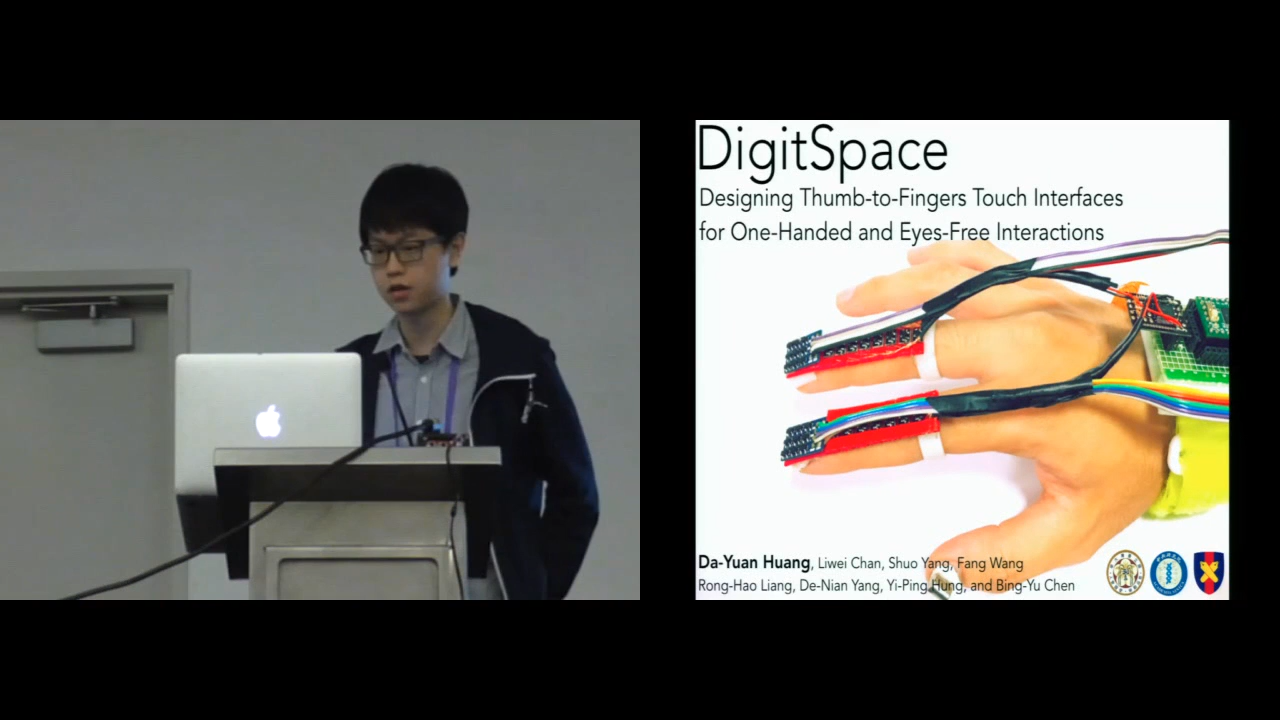 DigitSpace
Designing Thumb-to-Fingers Touch Interfaces
for One-Handed and Eyes-Free Interactions
Da-Yuan Huang, Liwei Chan, Shuo Yang, Fang Wang
Rong-Hao Liang, De-Nian Yang, Yi-Ping Hung, and Bing-Yu Chen